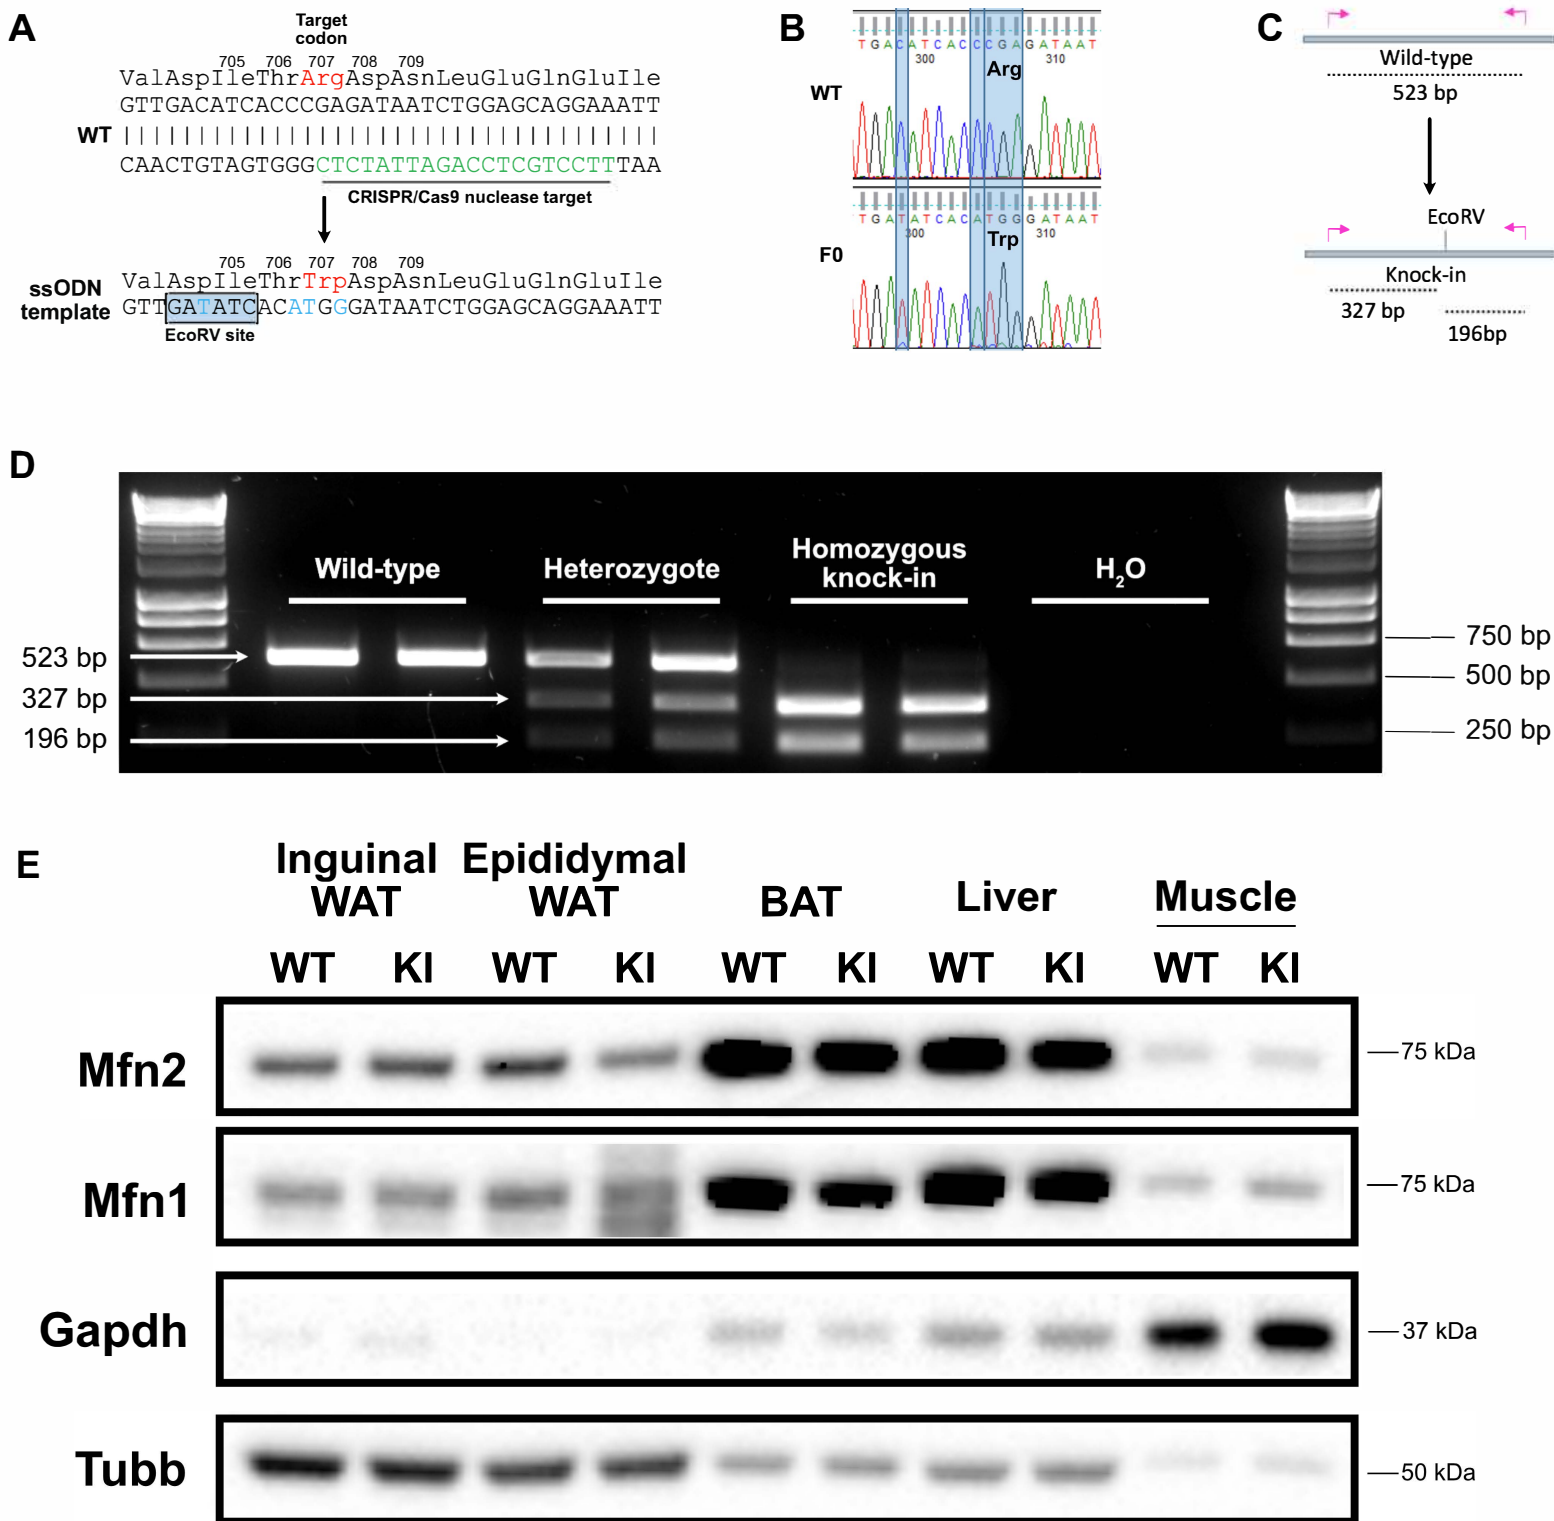 A
Target
codon
705 706 707 708 709
ValAspIleThrArgAspAsnLeuGluGlnGluIle
GTTGACATCACCCGAGATAATCTGGAGCAGGAAATT
WT
CAACTGTAGTGGGCTCTATTAGACCTCGTCCTTTAA
CRISPR/Cas9 nuclease target
705 706 707 708 709
ValAspIleThrTrpAspAsnLeuGluGlnGluIle
ssODN
template
GTTGATATCACATGGGATAATCTGGAGCAGGAAATT
EcoRV site
B
TGACATCACCCGAGATAAT
300 310
Arg
WT
TGATATCACATGGGATAAT
300 310
Trp
F0
C
Wild-type
523 bp
EcoRV
Knock-in
327 bp
196bp
D
Wild-type
Heterozygote
Homozygous
knock-in
H2O
523 bp
327 bp
196 bp
750 bp
500 bp
250 bp
E
Inguinal
WAT
Epididymal
WAT
BAT
Liver
Muscle
WT KI WT KI WT KI WT KI WT KI
Mfn2
75 kDa
Mfn1
75 kDa
Gapdh
37 kDa
Tubb
50 kDa